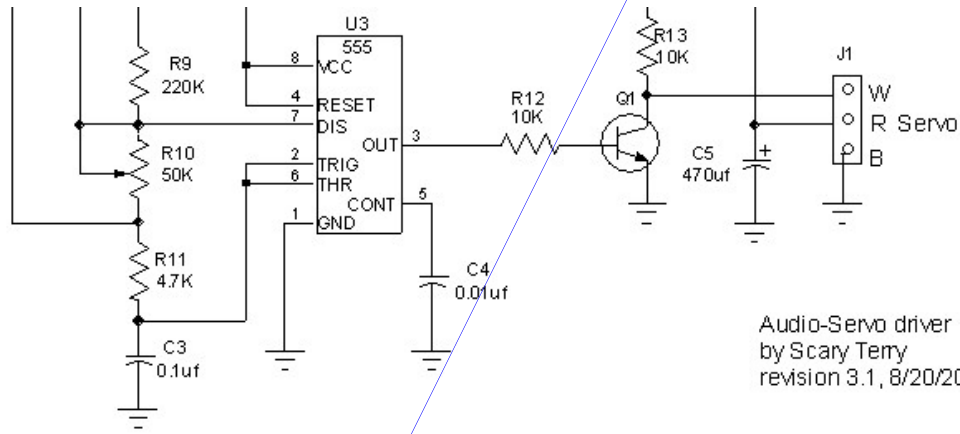 U3
555
8
VCC
4
RESET
7
DIS
OUT
3
2
TRIG
6
THR
CONT
5
1
GND
R9
220K
R10
50K
R11
4.7K
C3
0.1uf
C4
0.01uf
R12
10K
R13
10K
Q1
C5
470uf
+
J1
W
R Servo
B
Audio-Servo driver
by Scary Terry
revision 3.1, 8/20/20